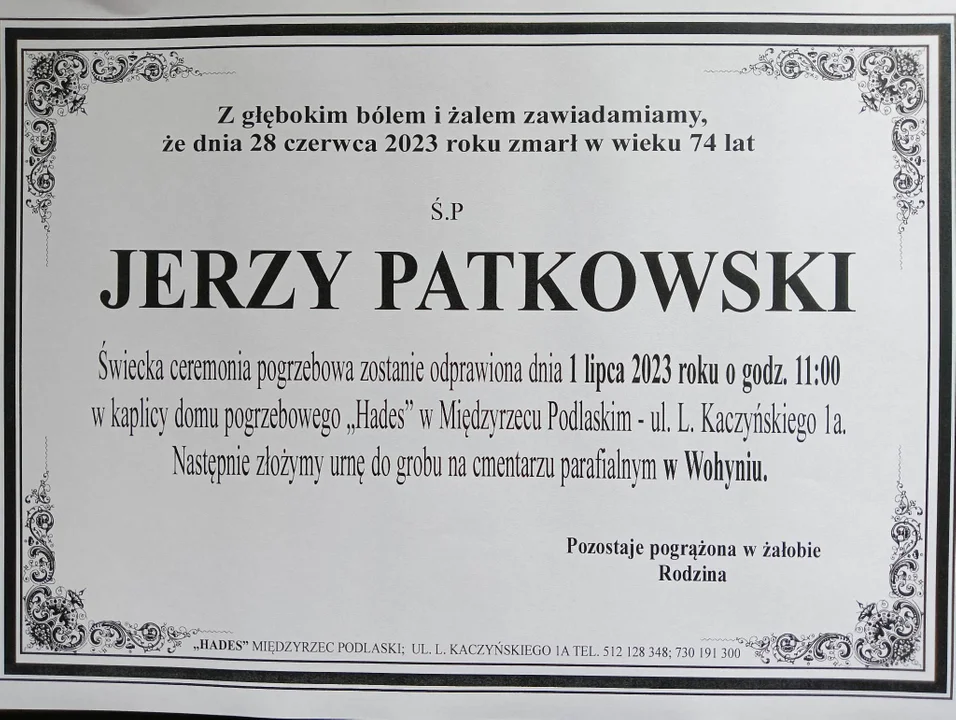 Z głębokim bólem i żalem zawiadamiamy,
że dnia 28 czerwca 2023 roku zmarł w wieku 74 lat
Ś.P
JERZY PATKOWSKI
Świecka ceremonia pogrzebowa zostanie odprawiona dnia 1 lipca 2023 roku o godz. 11:00
w kaplicy domu pogrzebowego „Hades” w Międzyrzecu Podlaskim - ul. L. Kaczyńskiego 1a.
Następnie złożymy urnę do grobu na cmentarzu parafialnym w Wohyniu.
Pozostaje pogrążona w żałobie
Rodzina
„HADES” MIĘDZYRZEC PODLASKI; UL. L. KACZYŃSKIEGO 1A TEL. 512 128 348; 730 191 300